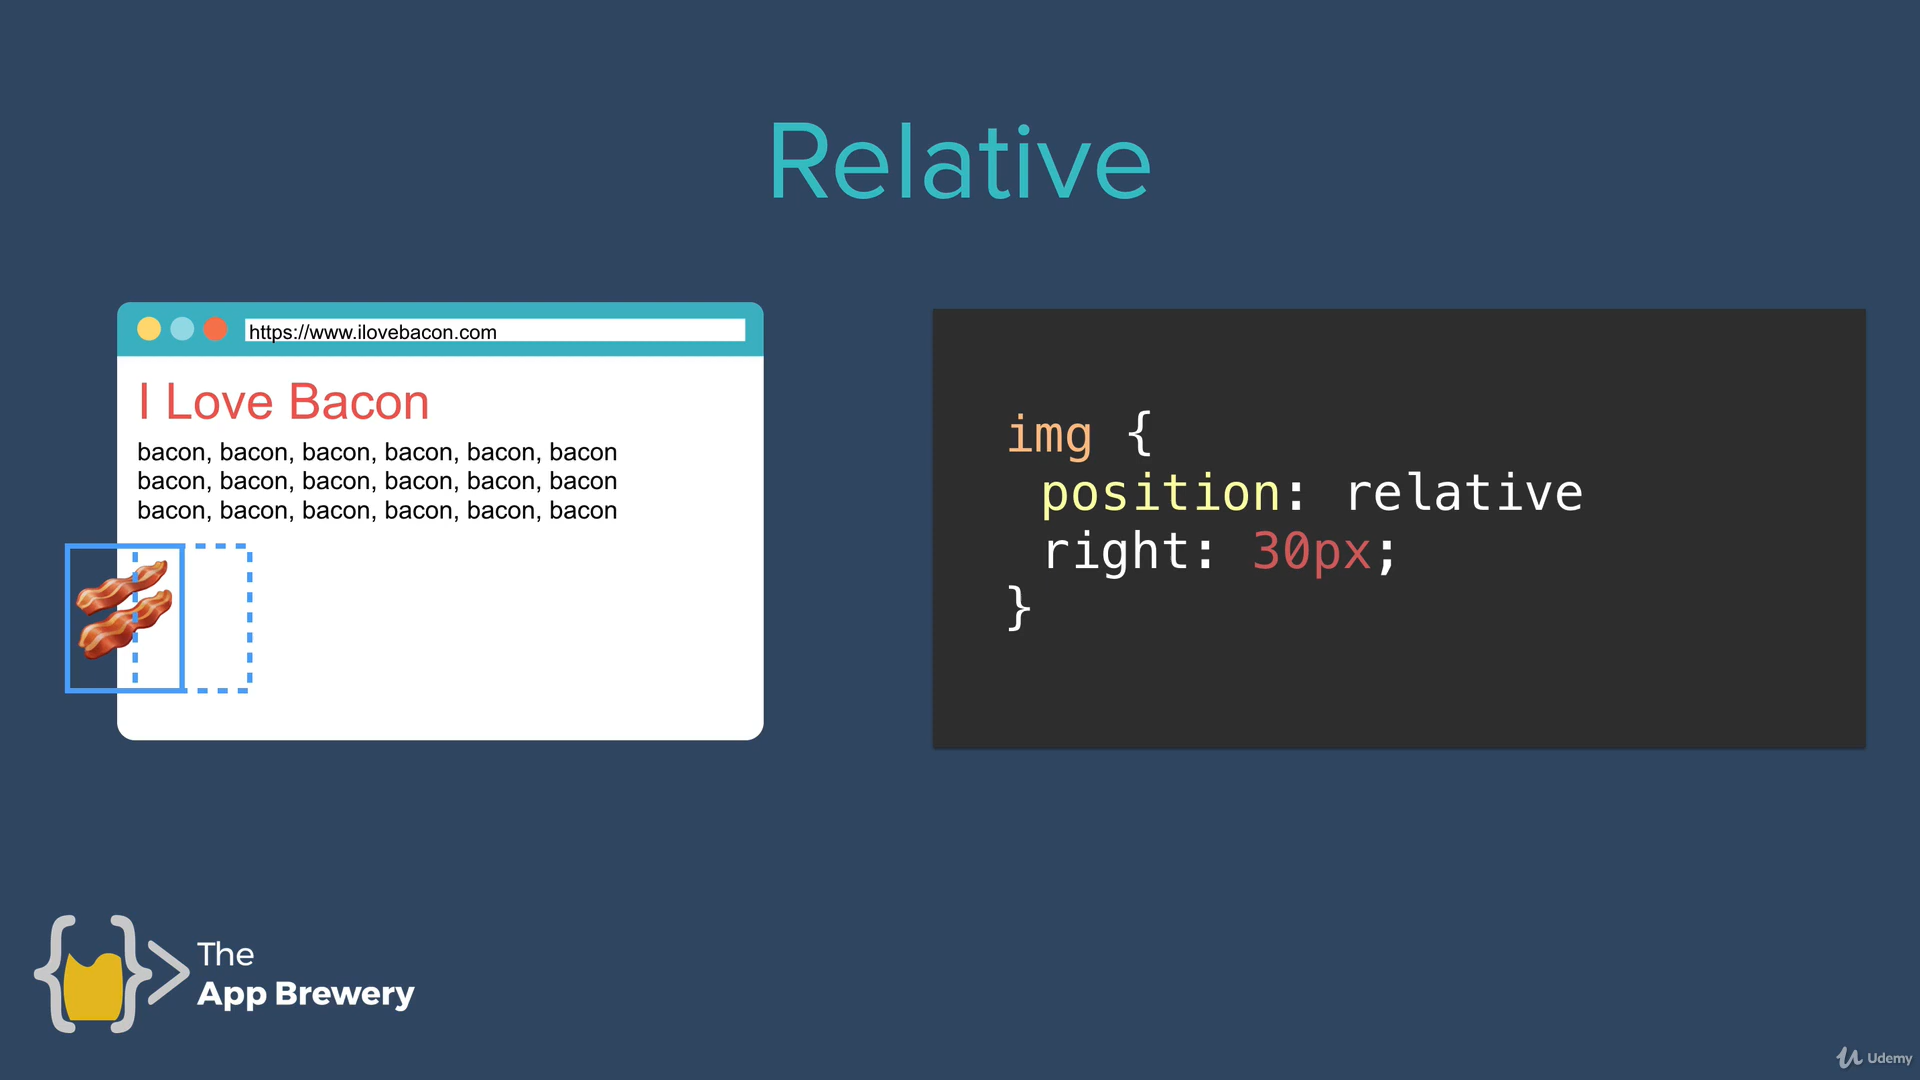 Relative
https://www.ilovebacon.com
I Love Bacon
bacon, bacon, bacon, bacon, bacon, bacon
bacon, bacon, bacon, bacon, bacon, bacon
bacon, bacon, bacon, bacon, bacon, bacon
img {
position: relative
right: 30px;
}
The
App Brewery
Udemy